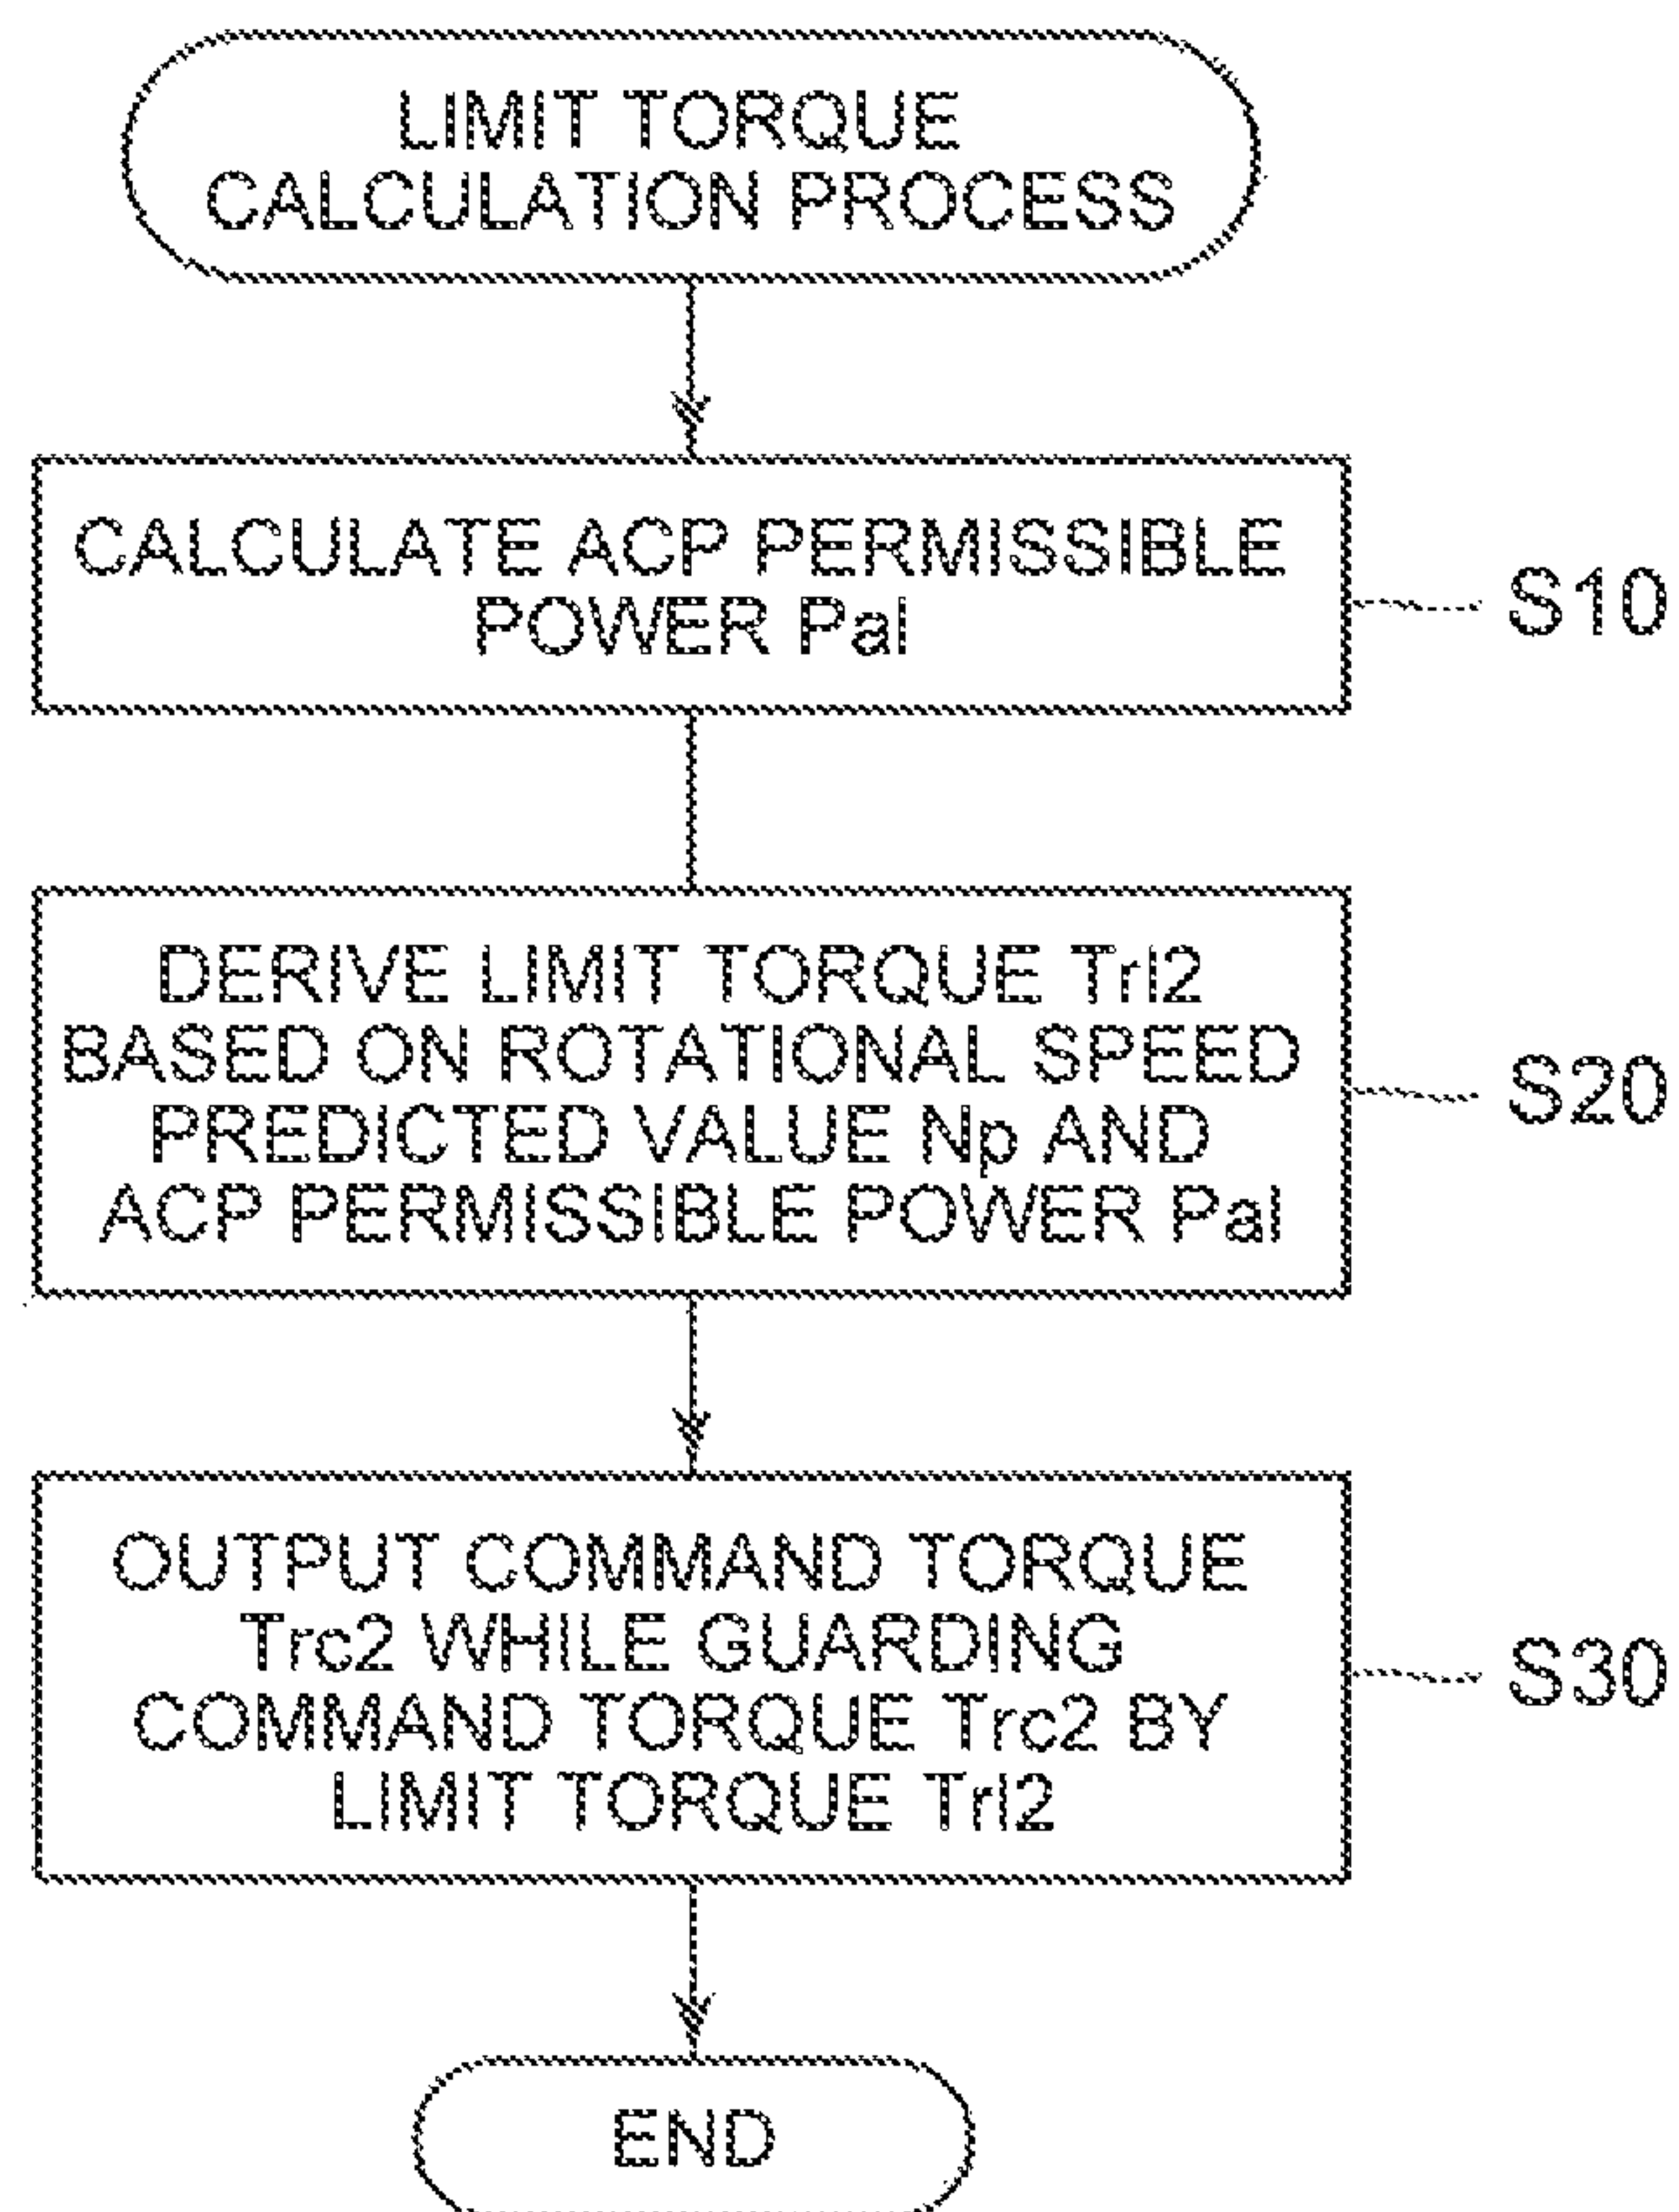 LIMIT TORQUE
CALCULATION PROCESS
CALCULATE ACP PERMISSIBLE
POWER Pal
S10
DERIVE LIMIT TORQUE Trl2
BASED ON ROTATIONAL SPEED
PREDICTED VALUE Np AND
ACP PERMISSIBLE POWER Pal
S20
OUTPUT COMMAND TORQUE
Trc2 WHILE GUARDING
COMMAND TORQUE Trc2 BY
LIMIT TORQUE Trl2
S30
END